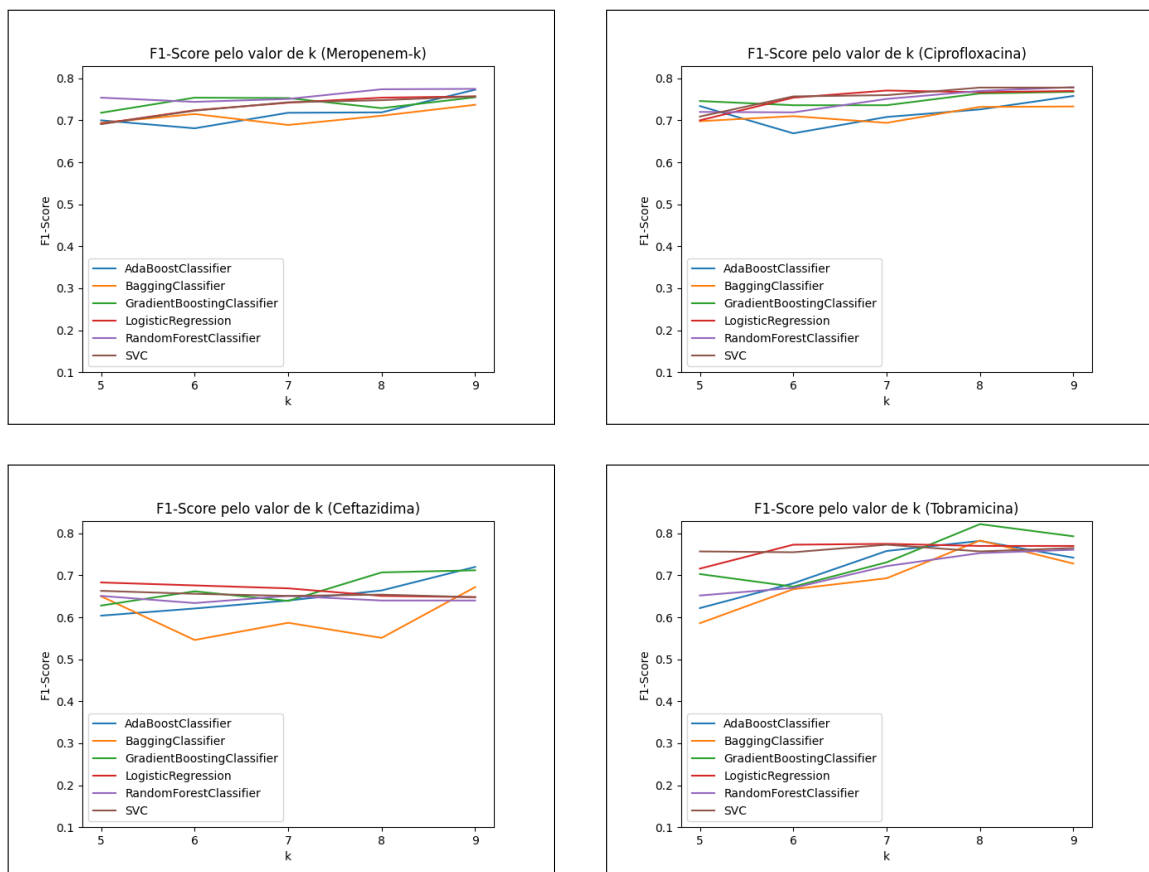 F1-Score pelo valor de k (Meropenem-k)
0.8
0.7
0.6
0.5
0.4
0.3
0.2
0.1
F1-Score
AdaBoostClassifier
BaggingClassifier
GradientBoostingClassifier
LogisticRegression
RandomForestClassifier
SVC
5 6 7 8 9
k
F1-Score pelo valor de k (Ciprofloxacina)
0.8
0.7
0.6
0.5
0.4
0.3
0.2
0.1
F1-Score
AdaBoostClassifier
BaggingClassifier
GradientBoostingClassifier
LogisticRegression
RandomForestClassifier
SVC
5 6 7 8 9
k
F1-Score pelo valor de k (Ceftazidima)
0.8
0.7
0.6
0.5
0.4
0.3
0.2
0.1
F1-Score
AdaBoostClassifier
BaggingClassifier
GradientBoostingClassifier
LogisticRegression
RandomForestClassifier
SVC
5 6 7 8 9
k
F1-Score pelo valor de k (Tobramicina)
0.8
0.7
0.6
0.5
0.4
0.3
0.2
0.1
F1-Score
AdaBoostClassifier
BaggingClassifier
GradientBoostingClassifier
LogisticRegression
RandomForestClassifier
SVC
5 6 7 8 9
k